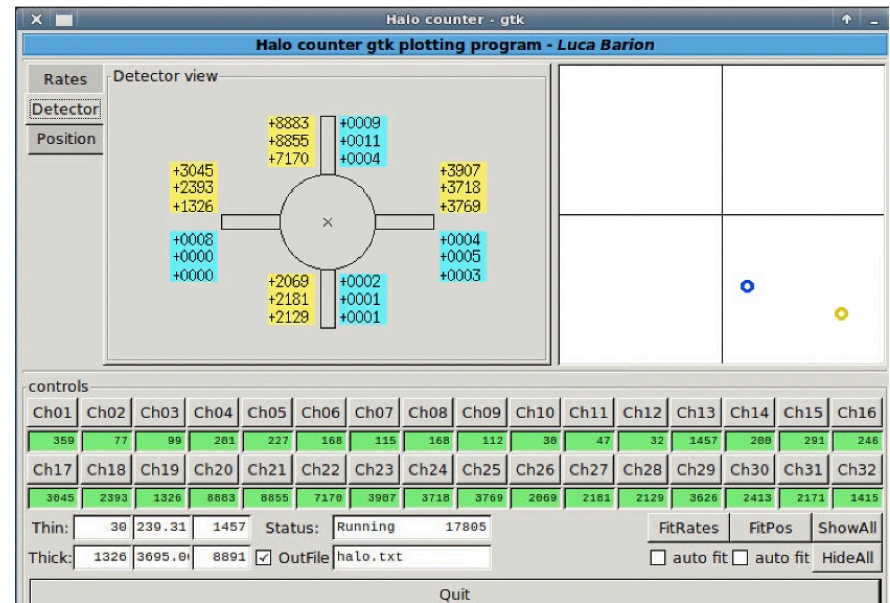 Halo counter - gtk
Halo counter gtk plotting program - Luca Barion
Rates
Detector
Position
Detector view
+8883 +0009
+8855 +0011
+7170 +0004
+3045
+2393
+1326
+3907
+3718
+3769
+0008
+0000
+0000
+0004
+0005
+0003
+2069 +0002
+2181 +0001
+2129 +0001
controls
Ch01 Ch02 Ch03 Ch04 Ch05 Ch06 Ch07 Ch08 Ch09 Ch10 Ch11 Ch12 Ch13 Ch14 Ch15 Ch16
359 77 99 201 227 168 115 168 112 30 47 32 1457 200 291 246
Ch17 Ch18 Ch19 Ch20 Ch21 Ch22 Ch23 Ch24 Ch25 Ch26 Ch27 Ch28 Ch29 Ch30 Ch31 Ch32
3045 2393 1326 8883 8855 7170 3907 3718 3769 2069 2181 2129 3626 2413 2171 1415
Thin: 30 239.31 1457 Status: Running 17805 FitRates FitPos ShowAll
Thick: 1326 3695.0 8891 OutFile halo.txt auto fit auto fit HideAll
Quit